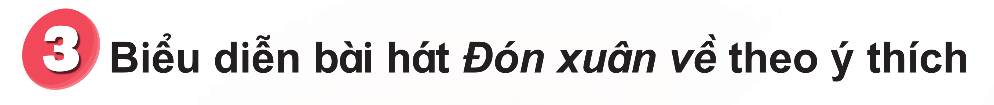 3 Biểu diễn bài hát Đón xuân về theo ý thích